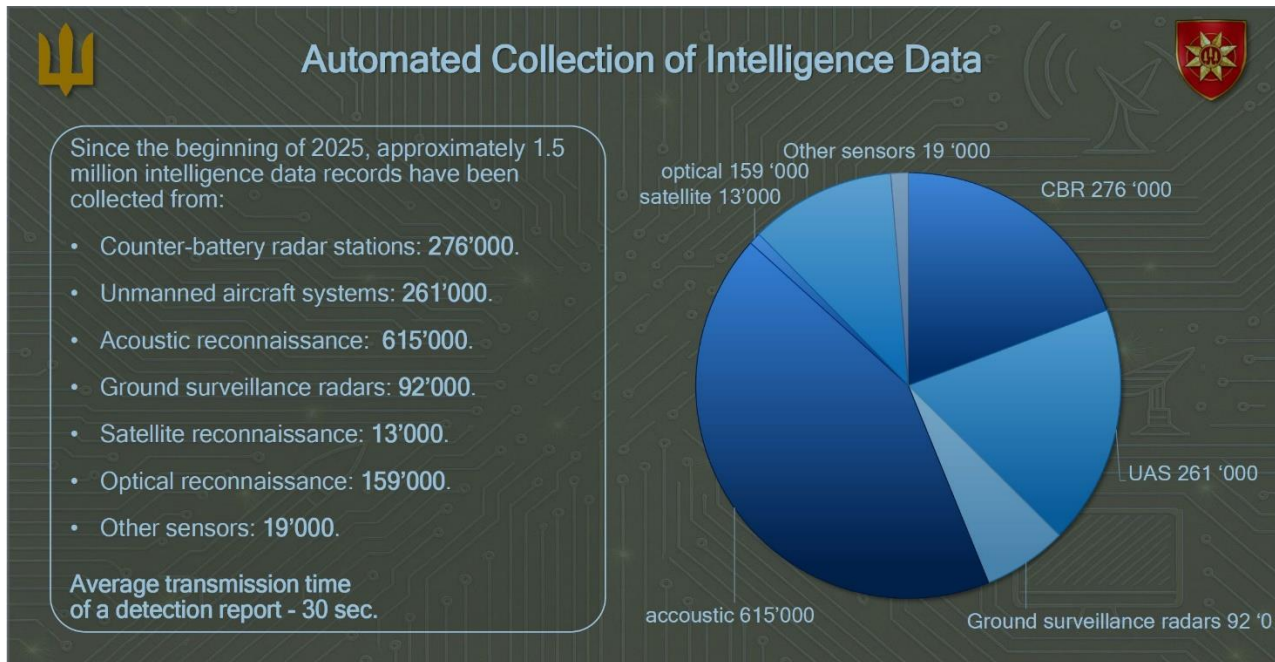 Automated Collection of Intelligence Data
Since the beginning of 2025, approximately 1.5
million intelligence data records have been
collected from:
• Counter-battery radar stations: 276’000.
• Unmanned aircraft systems: 261’000.
• Acoustic reconnaissance: 615’000.
• Ground surveillance radars: 92’000.
• Satellite reconnaissance: 13’000.
• Optical reconnaissance: 159’000.
• Other sensors: 19’000.
Average transmission time
of a detection report - 30 sec.
Other sensors 19 ‘000
optical 159 ‘000
satellite 13’000
CBR 276 ‘000
UAS 261 ‘000
accoustic 615’000
Ground surveillance radars 92 ‘0